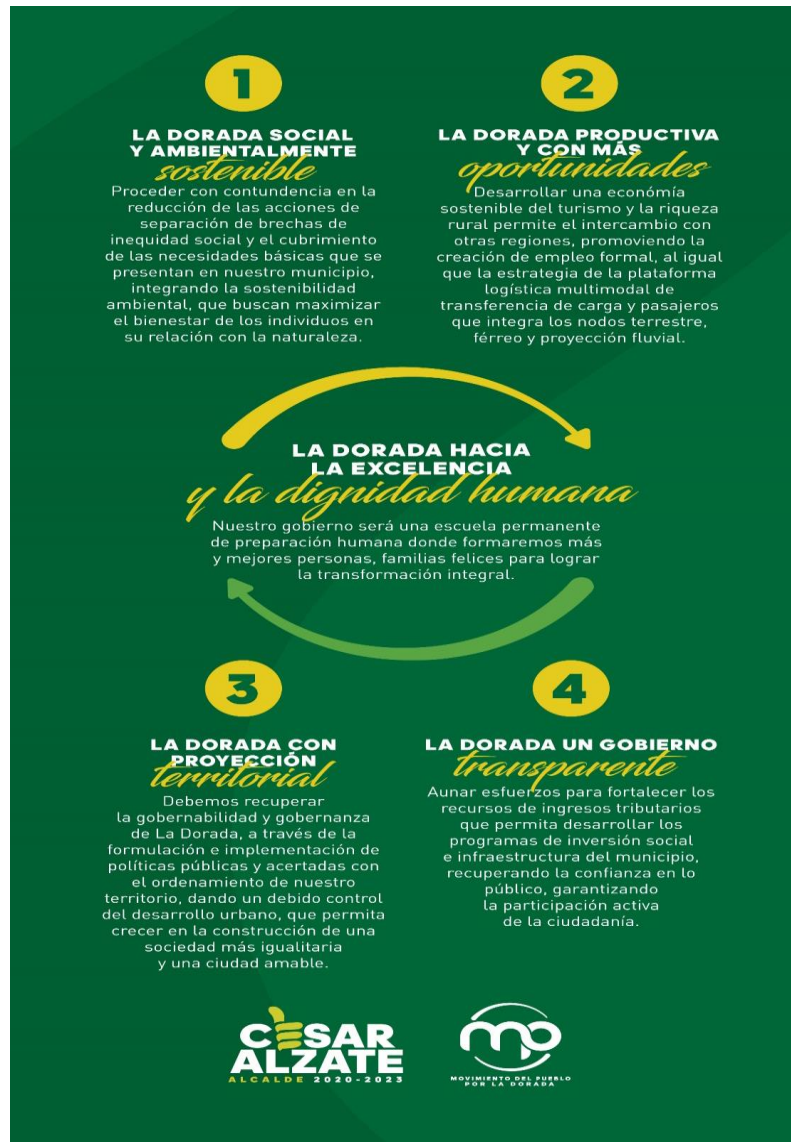 1
LA DORADA SOCIAL
Y AMBIENTALMENTE
sostenible
Proceder con contundencia en la
reducción de las acciones de
separación de brechas de
inequidad social y el cubrimiento
de las necesidades básicas que se
presentan en nuestro municipio,
integrando la sostenibilidad
ambiental, que buscan maximizar
el bienestar de los individuos en
su relación con la naturaleza.
2
LA DORADA PRODUCTIVA
Y CON MÁS
oportunidades
Desarrollar una económía
sostenible del turismo y la riqueza
rural permite el intercambio con
otras regiones, promoviendo la
creación de empleo formal, al igual
que la estrategia de la plataforma
logística multimodal de
transferencia de carga y pasajeros
que integra los nodos terrestre,
férreo y proyección fluvial.
LA DORADA HACIA
LA EXCELENCIA
y la dignidad humana
Nuestro gobierno será una escuela permanente
de preparación humana donde formaremos más
y mejores personas, familias felices para lograr
la transformación integral.
3
LA DORADA CON
PROYECCIÓN
territorial
Debemos recuperar
la gobernabilidad y gobernanza
de La Dorada, a través de la
formulación e implementación de
políticas públicas y acertadas con
el ordenamiento de nuestro
territorio, dando un debido control
del desarrollo urbano, que permita
crecer en la construcción de una
sociedad más igualitaria
y una ciudad amable.
4
LA DORADA UN GOBIERNO
transparente
Aunar esfuerzos para fortalecer los
recursos de ingresos tributarios
que permita desarrollar los
programas de inversión social
e infraestructura del municipio,
recuperando la confianza en lo
público, garantizando
la participación activa
de la ciudadanía.
CÉSAR
ALZATE
ALCALDE 2020-2023
mp
MOVIMIENTO DEL PUEBLO
POR LA DORADA